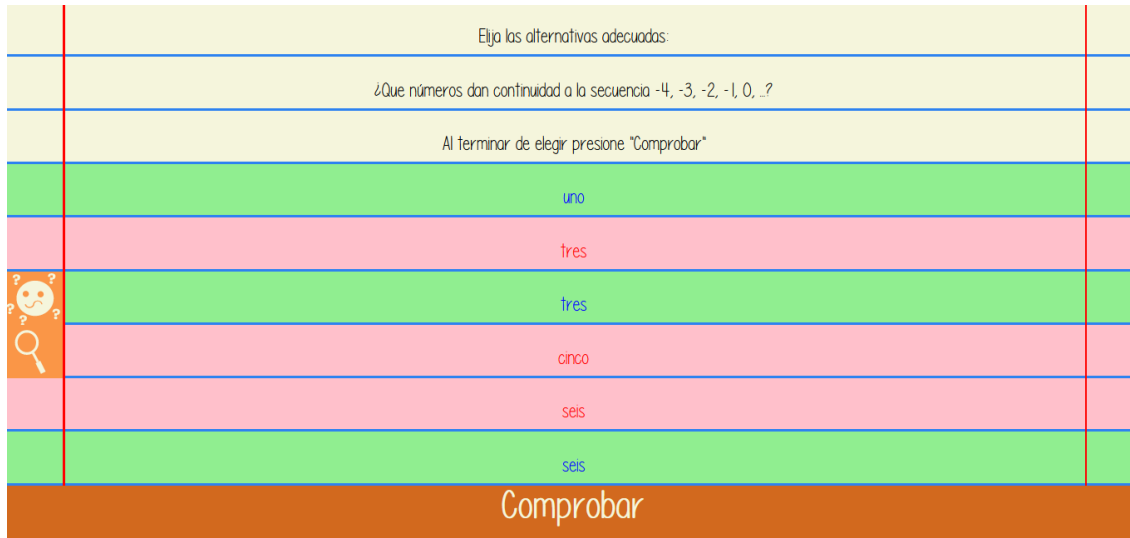 Elija las alternativas adecuadas:
¿Que números dan continuidad a la secuencia -4, -3, -2, -1, 0, ...?
Al terminar de elegir presione "Comprobar"
uno
tres
tres
cinco
seis
seis
Comprobar